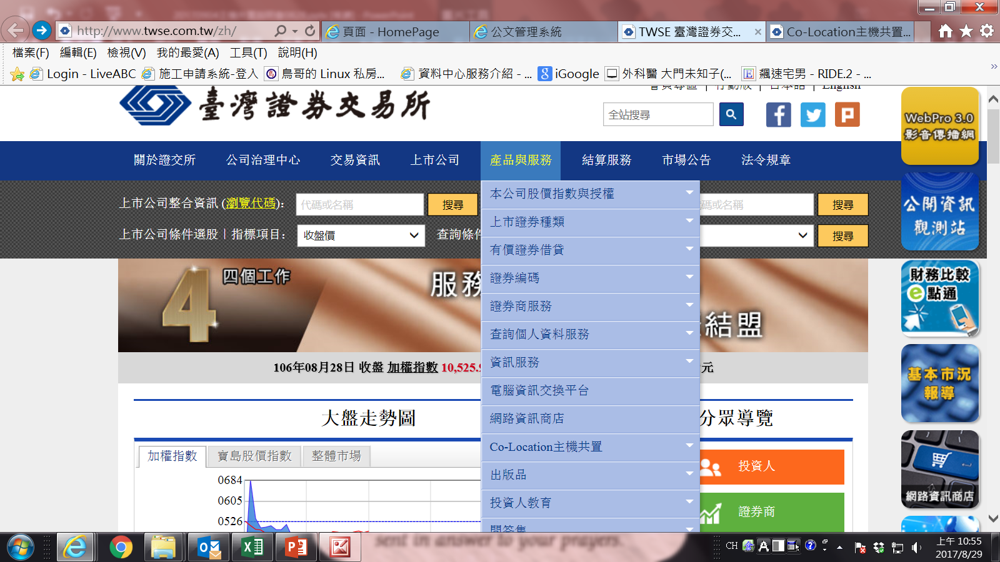 http://www.twse.com.tw/zh/
頁面 - HomePage
公文管理系統
TWSE 臺灣證券交...
Co-Location主機共置...
檔案(F) 編輯(E) 檢視(V) 我的最愛(A) 工具(T) 說明(H)
Login - LiveABC
施工申請系統-登入
鳥哥的 Linux 私房...
資料中心服務介紹 - ...
iGoogle
外科醫 大門未知子(...
飆速宅男 - RIDE.2 - ...
會員專區 | 行動版 | 日本語 | English
臺灣證券交易所
全站搜尋
WebPro 3.0
影音傳播網
關於證交所 公司治理中心 交易資訊 上市公司 產品與服務 結算服務 市場公告 法令規章
上市公司整合資訊 (瀏覽代碼):
代碼或名稱
搜尋
碼或名稱
搜尋
上市公司條件選股 | 指標項目:
收盤價
查詢條件
搜尋
本公司股價指數與授權
上市證券種類
有價證券借貸
證券編碼
證券商服務
查詢個人資料服務
資訊服務
電腦資訊交換平台
網路資訊商店
Co-Location主機共置
出版品
投資人教育
問答集
公開資訊
觀測站
財務比較
e點通
基本市況
報導
網路資訊商店
4 四個工作
服務
結盟
106年08月28日 收盤 加權指數 10,525.
元
大盤走勢圖
分眾導覽
加權指數 寶島股價指數 整體市場
0684
0605
0526
投資人
證券商
sent in answer to your prayers.
CH
上午 10:55
2017/8/29